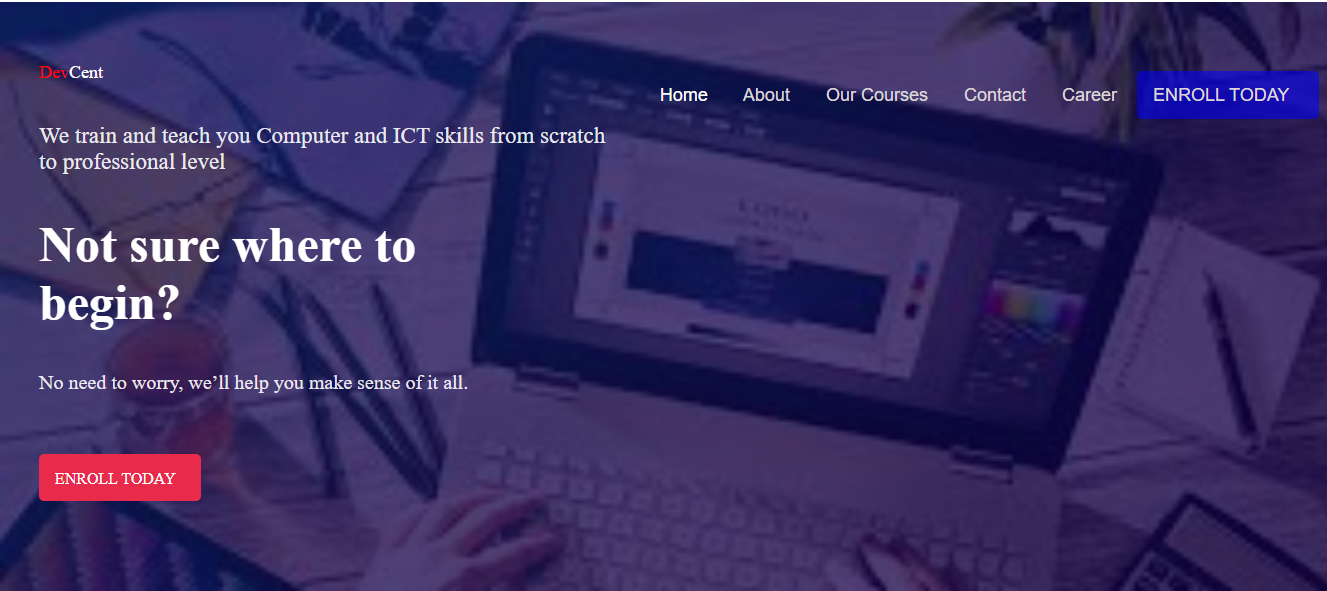 DevCent
Home About Our Courses Contact Career ENROLL TODAY
We train and teach you Computer and ICT skills from scratch
to professional level
Not sure where to
begin?
No need to worry, we’ll help you make sense of it all.
ENROLL TODAY